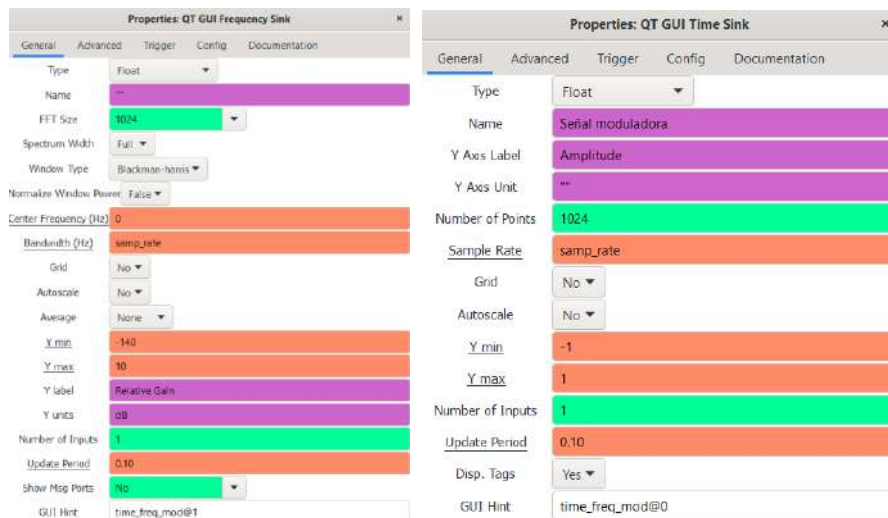 Properties: QT GUI Frequency Sink
General Advanced Trigger Config Documentation
Type Float
Name ""
FFT Size 1024
Spectrum Width Full
Window Type Blackman-harris
Normalize Window Power False
Center Frequency (Hz) 0
Bandwidth (Hz) samp_rate
Grid No
Autoscale No
Average None
Y min -140
Y max 10
Y label Relative Gain
Y units dB
Number of Inputs 1
Update Period 0.10
Show Msg Ports No
GUI Hint time_freq_mod@1
Properties: QT GUI Time Sink
General Advanced Trigger Config Documentation
Type Float
Name Señal moduladora
Y Axis Label Amplitude
Y Axis Unit ""
Number of Points 1024
Sample Rate samp_rate
Grid No
Autoscale No
Y min -1
Y max 1
Number of Inputs 1
Update Period 0.10
Disp. Tags Yes
GUI Hint time_freq_mod@0